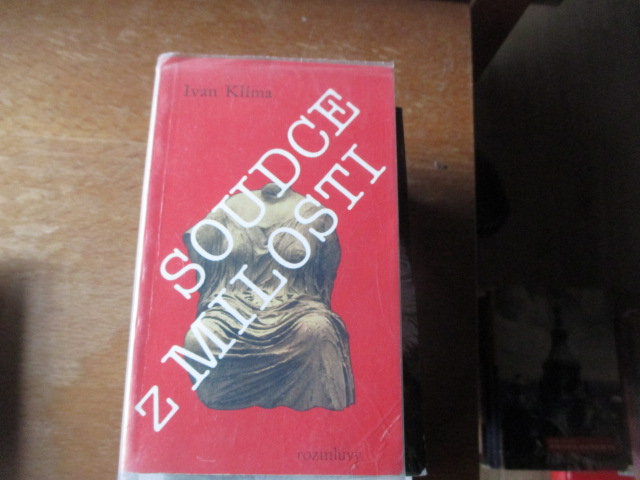 Ivan Klíma
SOUDCE
Z MILOSTI
rozmluvy